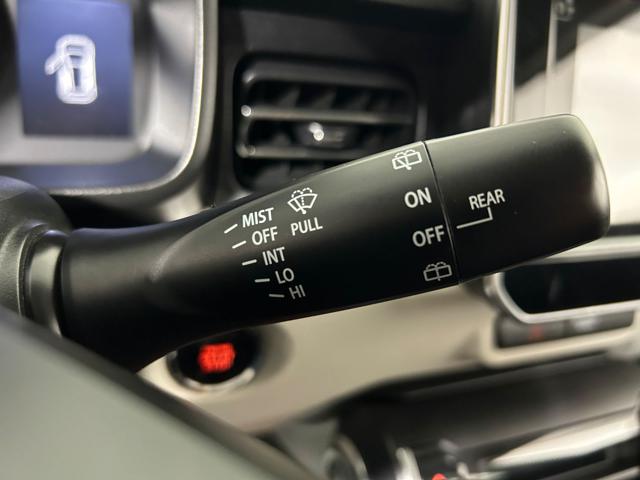 MIST
OFF PULL
INT
LO
HI
ON
OFF
REAR